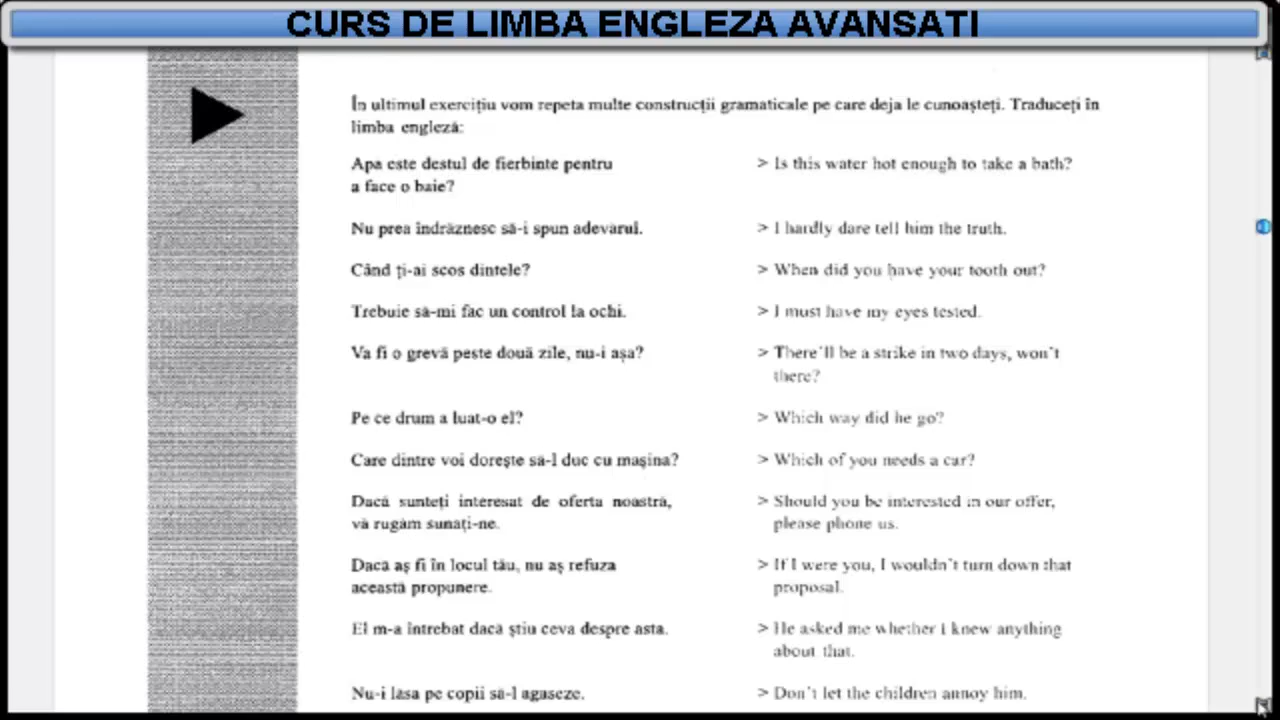 CURS DE LIMBA ENGLEZA AVANSATI
În ultimul exercițiu vom repeta multe construcții gramaticale pe care deja le cunoașteți. Traduceți în
limba engleză:
Apa este destul de fierbinte pentru
a face o baie?
> Is this water hot enough to take a bath?
Nu prea îndrăznesc să-i spun adevărul.
> I hardly dare tell him the truth.
Când ți-ai scos dintele?
> When did you have your tooth out?
Trebuie să-mi fac un control la ochi.
> I must have my eyes tested.
Va fi o grevă peste două zile, nu-i așa?
> There'll be a strike in two days, won't
there?
Pe ce drum a luat-o el?
> Which way did he go?
Care dintre voi dorește să-l duc cu mașina?
> Which of you needs a car?
Dacă sunteți interesat de oferta noastră,
vă rugăm sunați-ne.
> Should you be interested in our offer,
please phone us.
Dacă aș fi în locul tău, nu aș refuza
această propunere.
> If I were you, I wouldn't turn down that
proposal.
El m-a întrebat dacă știu ceva despre asta.
> He asked me whether I knew anything
about that.
Nu-i lăsa pe copii să-l agaseze.
> Don't let the children annoy him.